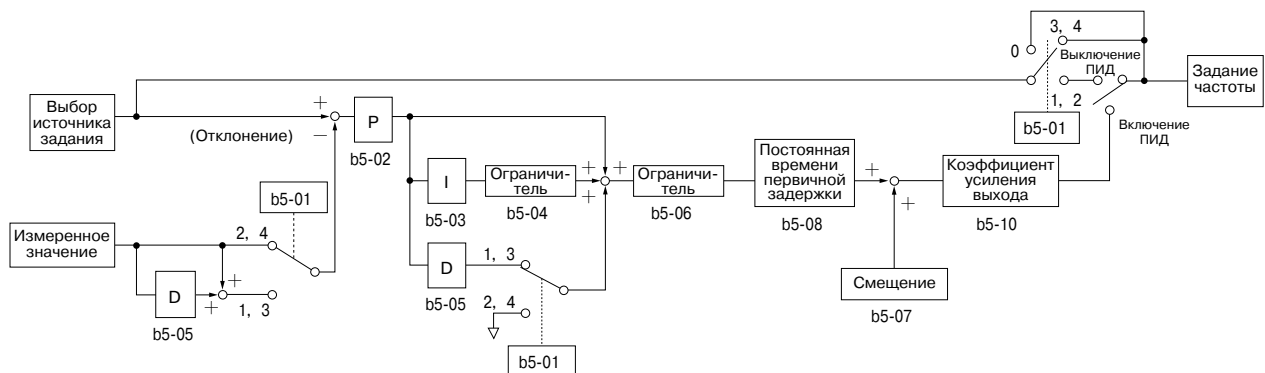 3, 4
0
Выключение
ПИД
Задание
частоты
Выбор
источника
задания
+
−
(Отклонение)
P
b5-02
1, 2
b5-01
Включение
ПИД
I
b5-03
Ограничи-
тель
b5-04
+
+
+
Ограничи-
тель
b5-06
Постоянная
времени
первичной
задержки
b5-08
+
+
Коэффициент
усиления
выхода
b5-10
b5-01
Измеренное
значение
2, 4
D
b5-05
+
+
1, 3
D
b5-05
1, 3
2, 4
b5-01
Смещение
b5-07